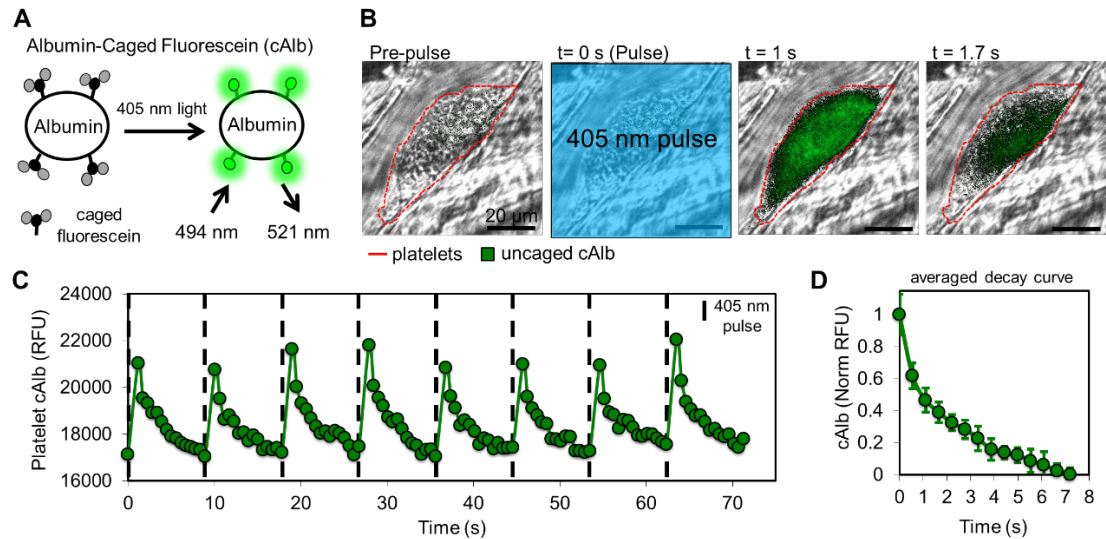 A
Albumin-Caged Fluorescein (cAlb)
Albumin
405 nm light
Albumin
caged
fluorescein
494 nm
521 nm
B
Pre-pulse
t= 0 s (Pulse)
t = 1 s
t = 1.7 s
405 nm pulse
20 µm
platelets
uncaged cAlb
C
Platelet cAlb (RFU)
24000
22000
20000
18000
16000
0
10
20
30
40
50
60
70
Time (s)
405 nm
pulse
D
averaged decay curve
cAlb (Norm RFU)
1
0.8
0.6
0.4
0.2
0
0
1
2
3
4
5
6
7
8
Time (s)